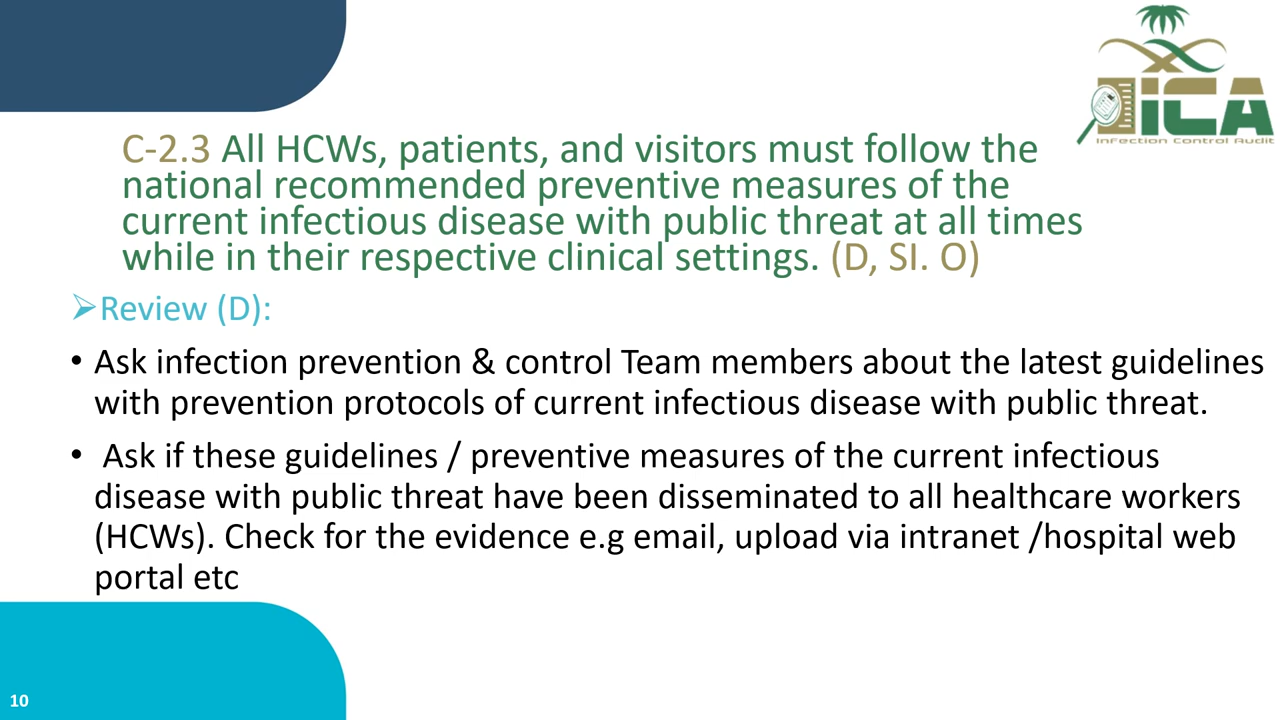 iCA
Infection Control Audit
C-2.3 All HCWs, patients, and visitors must follow the
national recommended preventive measures of the
current infectious disease with public threat at all times
while in their respective clinical settings. (D, SI. O)
➢Review (D):
• Ask infection prevention & control Team members about the latest guidelines
with prevention protocols of current infectious disease with public threat.
• Ask if these guidelines / preventive measures of the current infectious
disease with public threat have been disseminated to all healthcare workers
(HCWs). Check for the evidence e.g email, upload via intranet /hospital web
portal etc
10